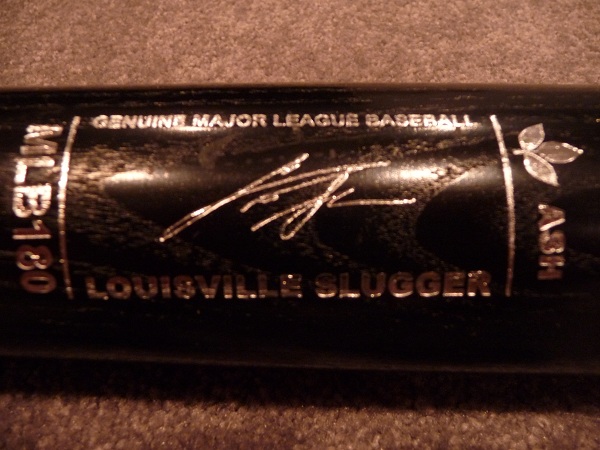 GENUINE MAJOR LEAGUE BASEBALL
LOUISVILLE SLUGGER
MLB180
ASH